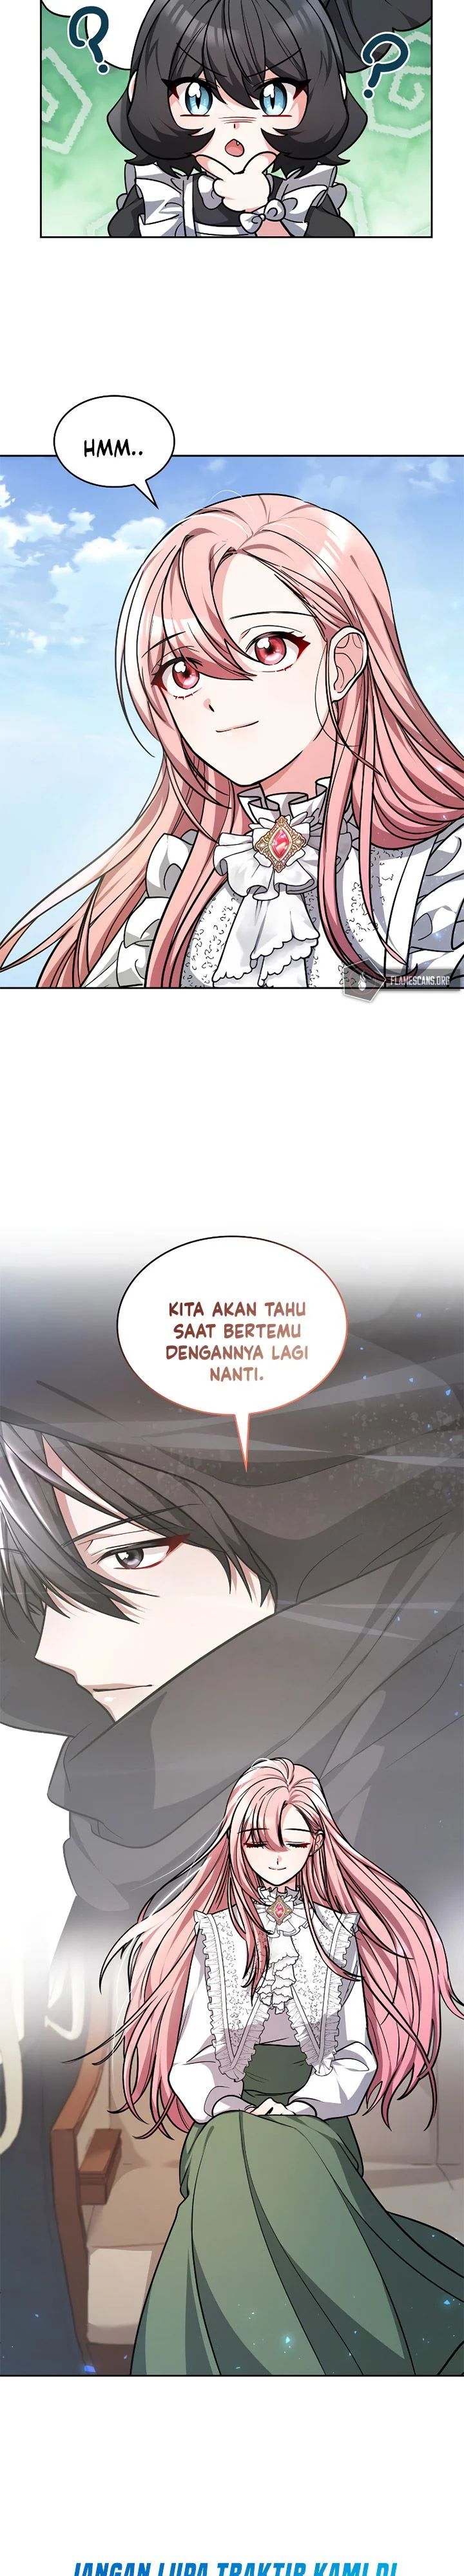 ?
?
HMM..
FLAMESCANS.ORG
KITA AKAN TAHU
SAAT BERTEMU
DENGANNYA LAGI
NANTI.
JANGAN LUPA TRAKTIR KAMI DI